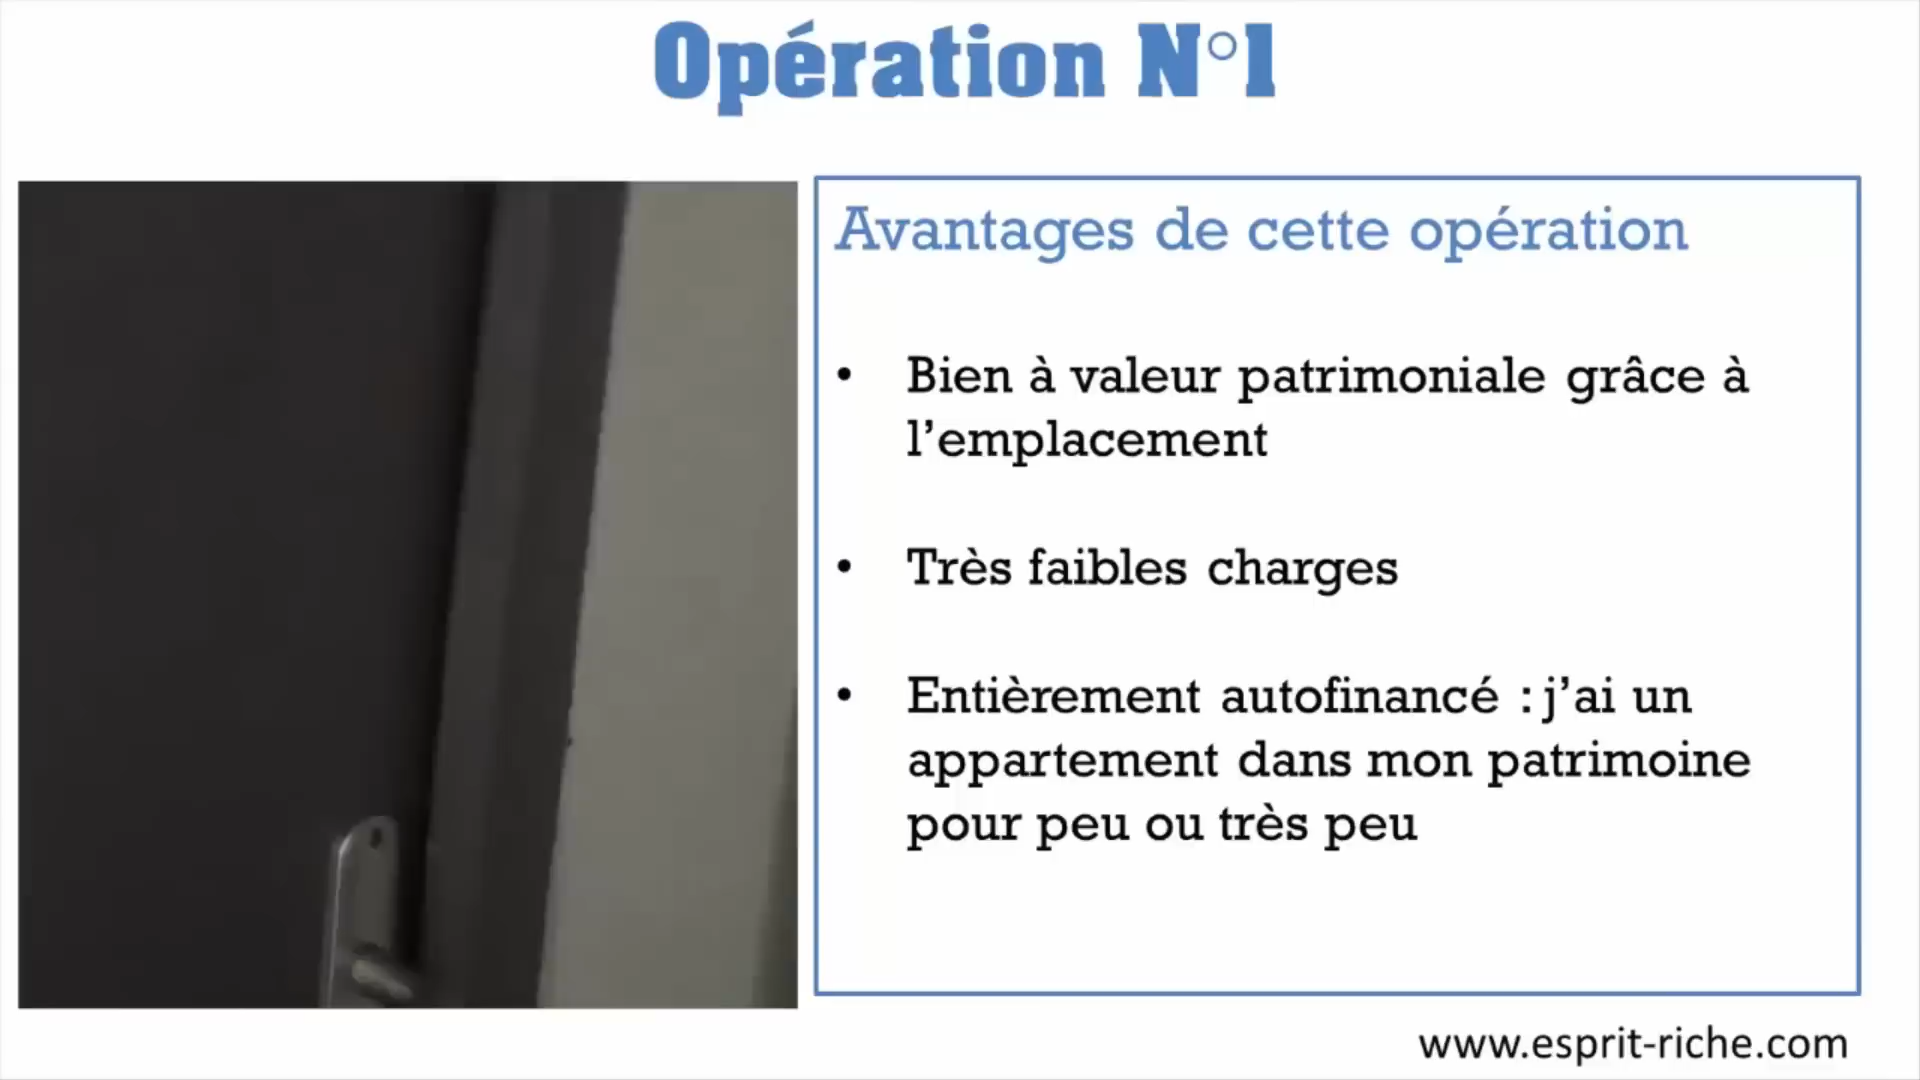 Opération N°1
Avantages de cette opération
• Bien à valeur patrimoniale grâce à
l’emplacement
• Très faibles charges
• Entièrement autofinancé : j’ai un
appartement dans mon patrimoine
pour peu ou très peu
www.esprit-riche.com